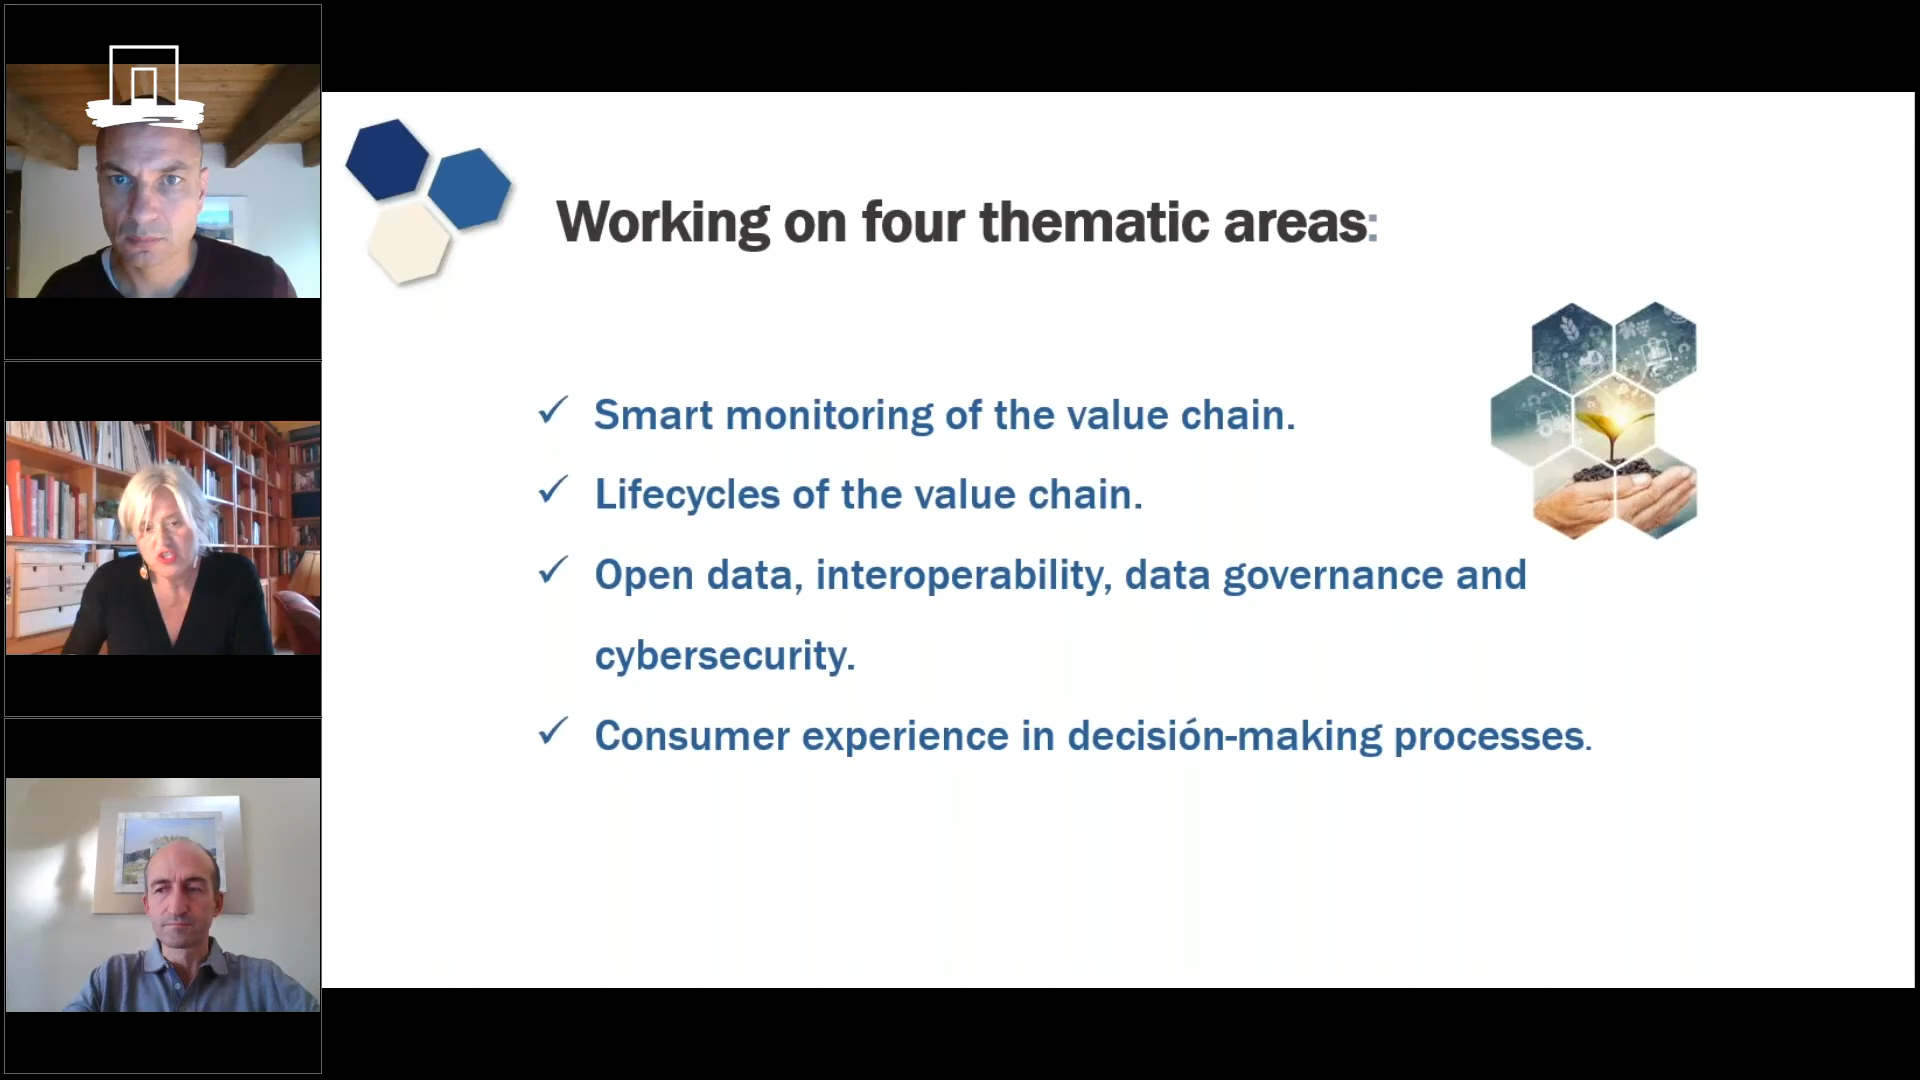 Working on four thematic areas:
✓ Smart monitoring of the value chain.
✓ Lifecycles of the value chain.
✓ Open data, interoperability, data governance and
cybersecurity.
✓ Consumer experience in decisión-making processes.